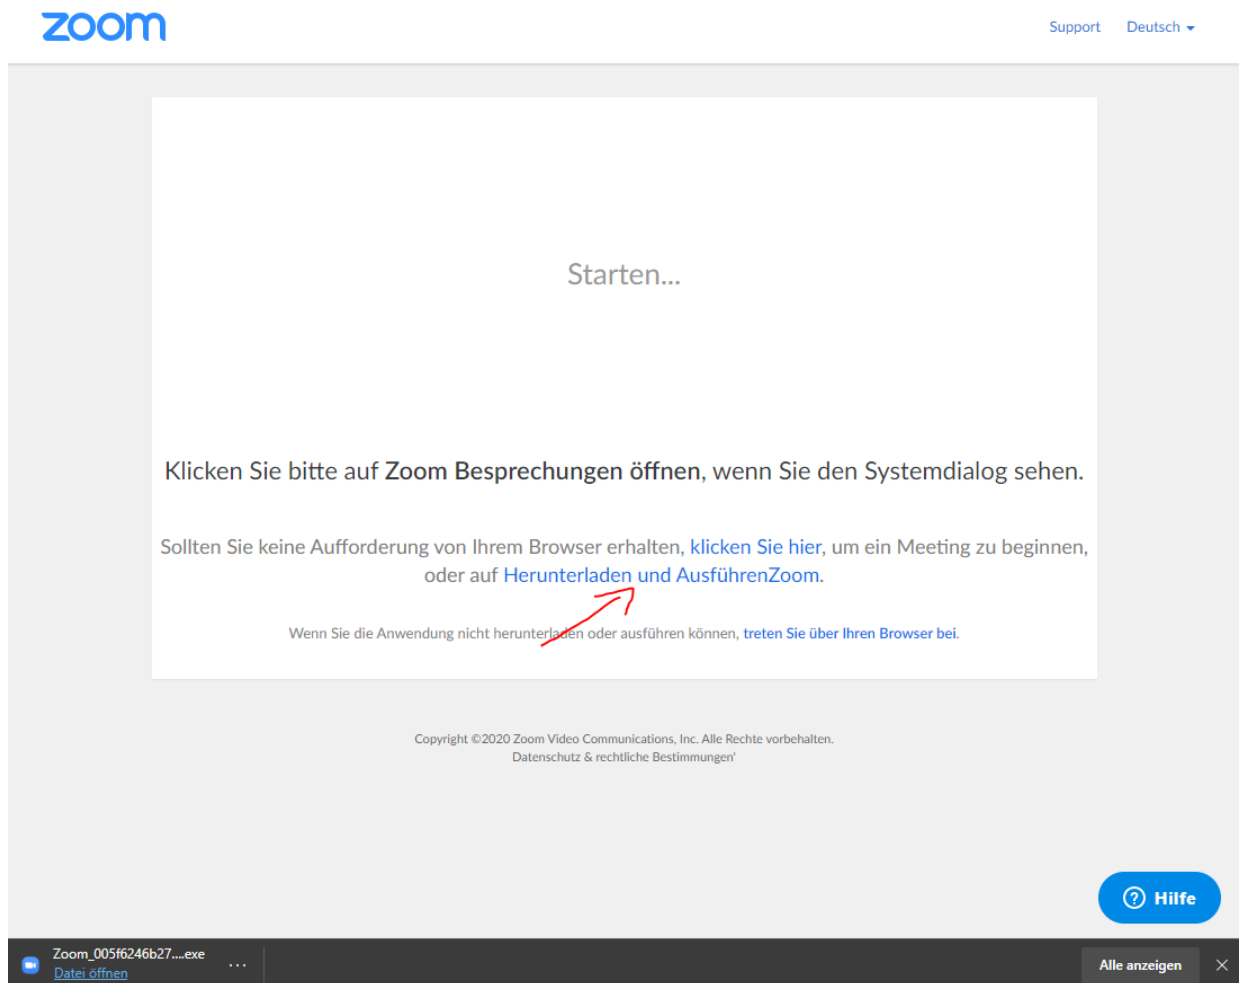 zoom
Support Deutsch
Starten...
Klicken Sie bitte auf Zoom Besprechungen öffnen, wenn Sie den Systemdialog sehen.
Sollten Sie keine Aufforderung von Ihrem Browser erhalten, klicken Sie hier, um ein Meeting zu beginnen,
oder auf Herunterladen und AusführenZoom.
Wenn Sie die Anwendung nicht herunterladen oder ausführen können, treten Sie über Ihren Browser bei.
Copyright ©2020 Zoom Video Communications, Inc. Alle Rechte vorbehalten.
Datenschutz & rechtliche Bestimmungen'
Hilfe
Zoom_005f6246b27....exe
Datei öffnen
...
Alle anzeigen